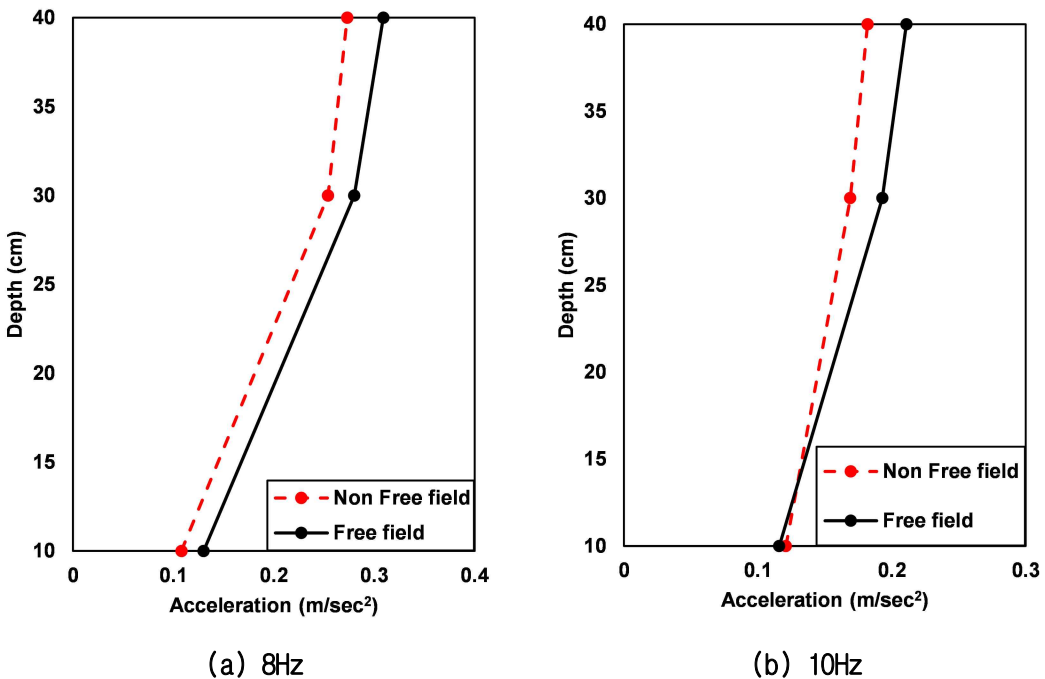 40
35
30
25
20
15
10
Depth (cm)
0
0.1
0.2
0.3
0.4
Acceleration (m/sec²)
Non Free field
Free field
(a) 8Hz
40
35
30
25
20
15
10
Depth (cm)
0
0.1
0.2
0.3
Acceleration (m/sec²)
Non Free field
Free field
(b) 10Hz